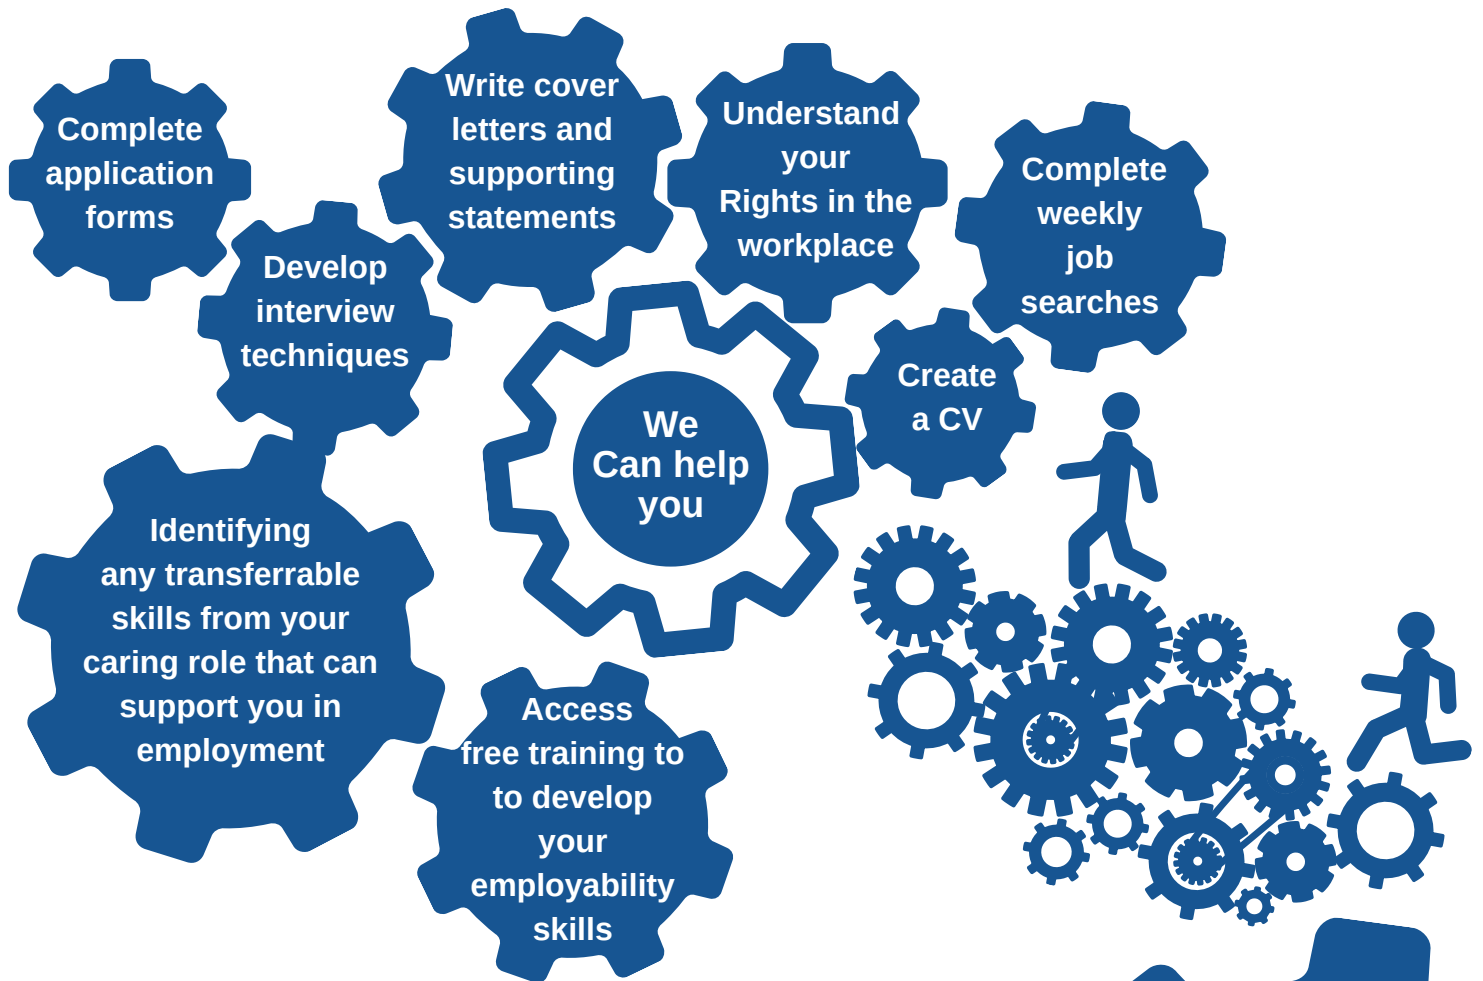 Complete
application
forms
Write cover
letters and
supporting
statements
Understand
your
Rights in the
workplace
Complete
weekly
job
searches
Develop
interview
techniques
Create
a CV
We
Can help
you
Identifying
any transferrable
skills from your
caring role that can
support you in
employment
Access
free training to
to develop
your
employability
skills